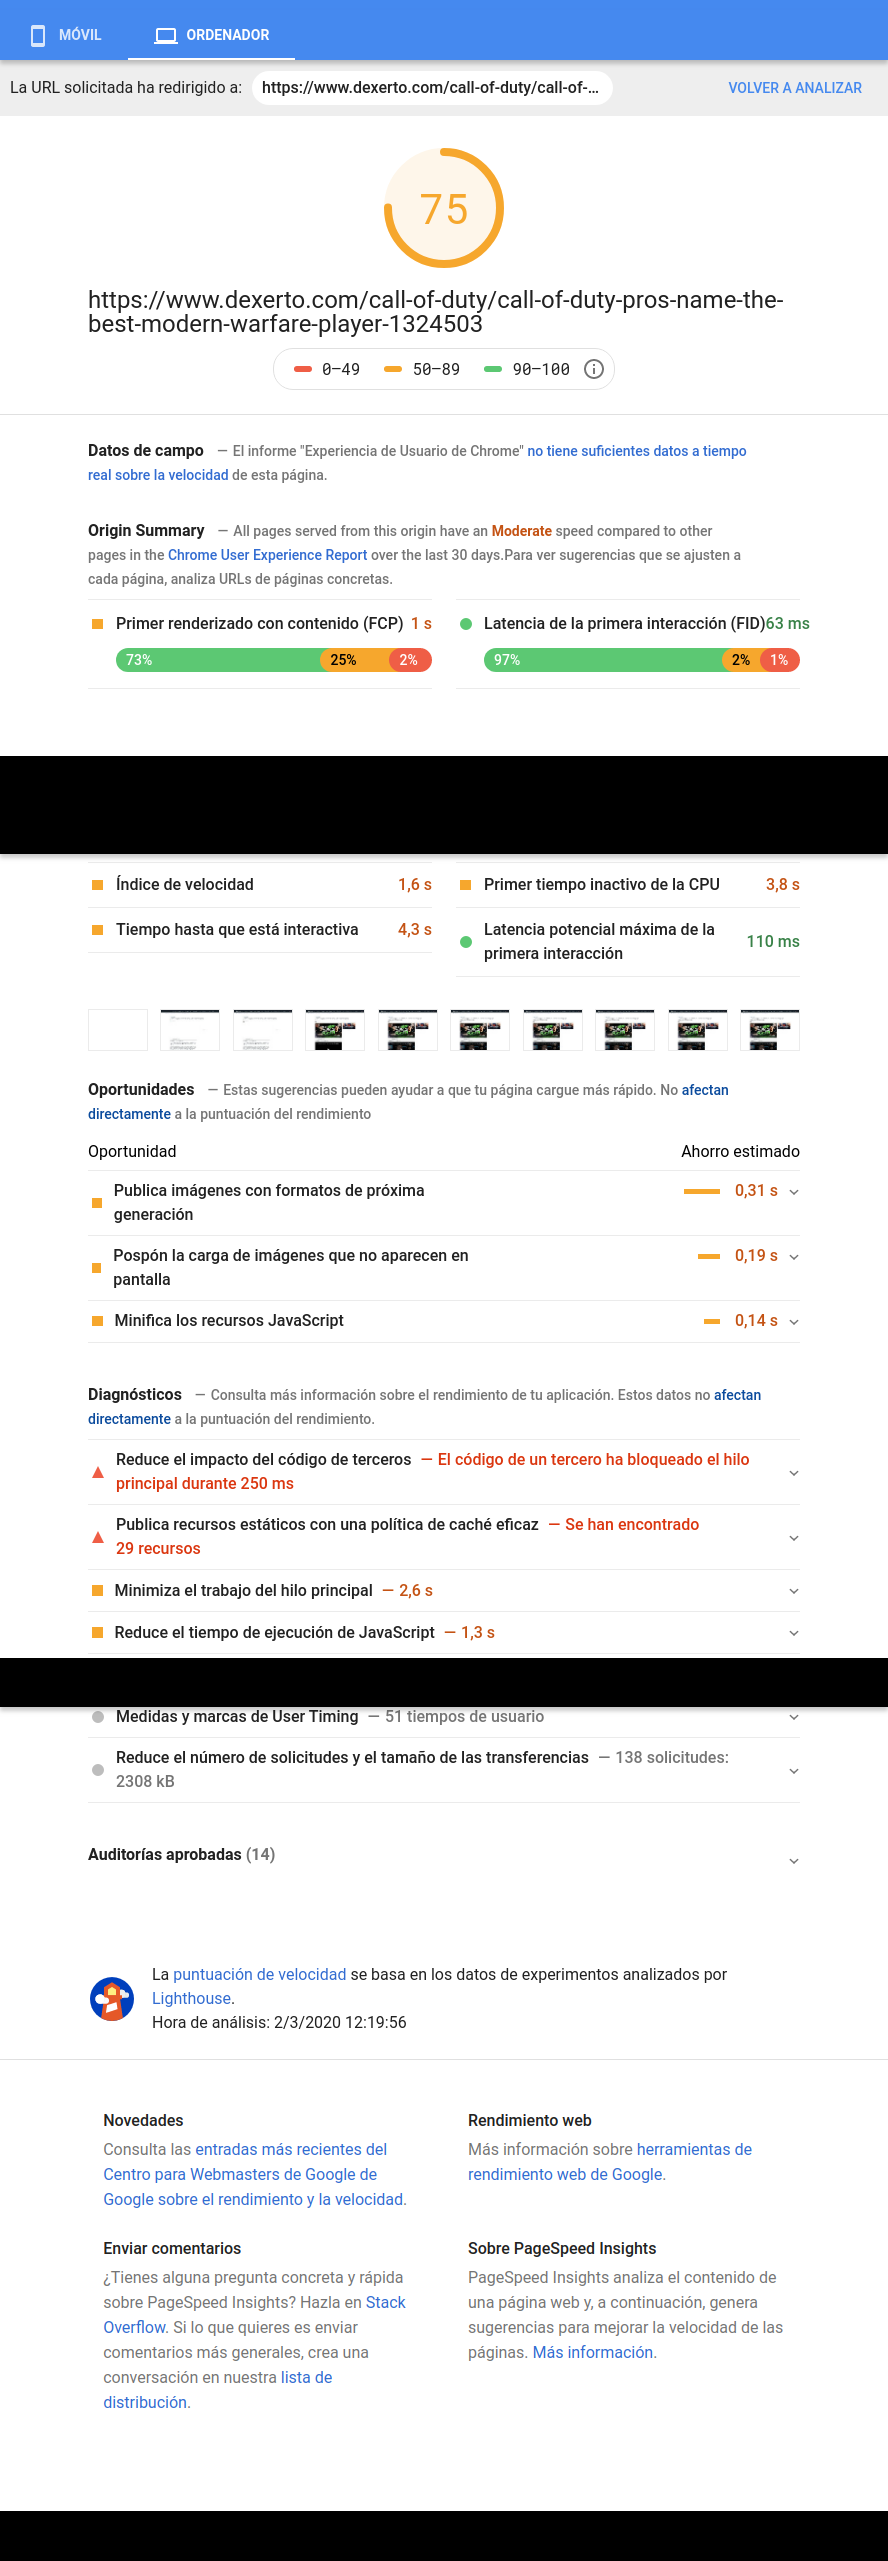 MÓVIL
ORDENADOR
La URL solicitada ha redirigido a: https://www.dexerto.com/call-of-duty/call-of-... VOLVER A ANALIZAR
75
https://www.dexerto.com/call-of-duty/call-of-duty-pros-name-the-
best-modern-warfare-player-1324503
0–49 50–89 90–100
Datos de campo — El informe "Experiencia de Usuario de Chrome" no tiene suficientes datos a tiempo
real sobre la velocidad de esta página.
Origin Summary — All pages served from this origin have an Moderate speed compared to other
pages in the Chrome User Experience Report over the last 30 days.Para ver sugerencias que se ajusten a
cada página, analiza URLs de páginas concretas.
Primer renderizado con contenido (FCP) 1 s
73% 25% 2%
Latencia de la primera interacción (FID)63 ms
97% 2% 1%
Índice de velocidad 1,6 s
Primer tiempo inactivo de la CPU 3,8 s
Tiempo hasta que está interactiva 4,3 s
Latencia potencial máxima de la
primera interacción 110 ms
Oportunidades — Estas sugerencias pueden ayudar a que tu página cargue más rápido. No afectan
directamente a la puntuación del rendimiento
Oportunidad Ahorro estimado
Publica imágenes con formatos de próxima
generación 0,31 s
Pospón la carga de imágenes que no aparecen en
pantalla 0,19 s
Minifica los recursos JavaScript 0,14 s
Diagnósticos — Consulta más información sobre el rendimiento de tu aplicación. Estos datos no afectan
directamente a la puntuación del rendimiento.
Reduce el impacto del código de terceros — El código de un tercero ha bloqueado el hilo
principal durante 250 ms
Publica recursos estáticos con una política de caché eficaz — Se han encontrado
29 recursos
Minimiza el trabajo del hilo principal — 2,6 s
Reduce el tiempo de ejecución de JavaScript — 1,3 s
Medidas y marcas de User Timing — 51 tiempos de usuario
Reduce el número de solicitudes y el tamaño de las transferencias — 138 solicitudes:
2308 kB
Auditorías aprobadas (14)
La puntuación de velocidad se basa en los datos de experimentos analizados por
Lighthouse.
Hora de análisis: 2/3/2020 12:19:56
Novedades
Consulta las entradas más recientes del
Centro para Webmasters de Google de
Google sobre el rendimiento y la velocidad.
Rendimiento web
Más información sobre herramientas de
rendimiento web de Google.
Enviar comentarios
¿Tienes alguna pregunta concreta y rápida
sobre PageSpeed Insights? Hazla en Stack
Overflow. Si lo que quieres es enviar
comentarios más generales, crea una
conversación en nuestra lista de
distribución.
Sobre PageSpeed Insights
PageSpeed Insights analiza el contenido de
una página web y, a continuación, genera
sugerencias para mejorar la velocidad de las
páginas. Más información.